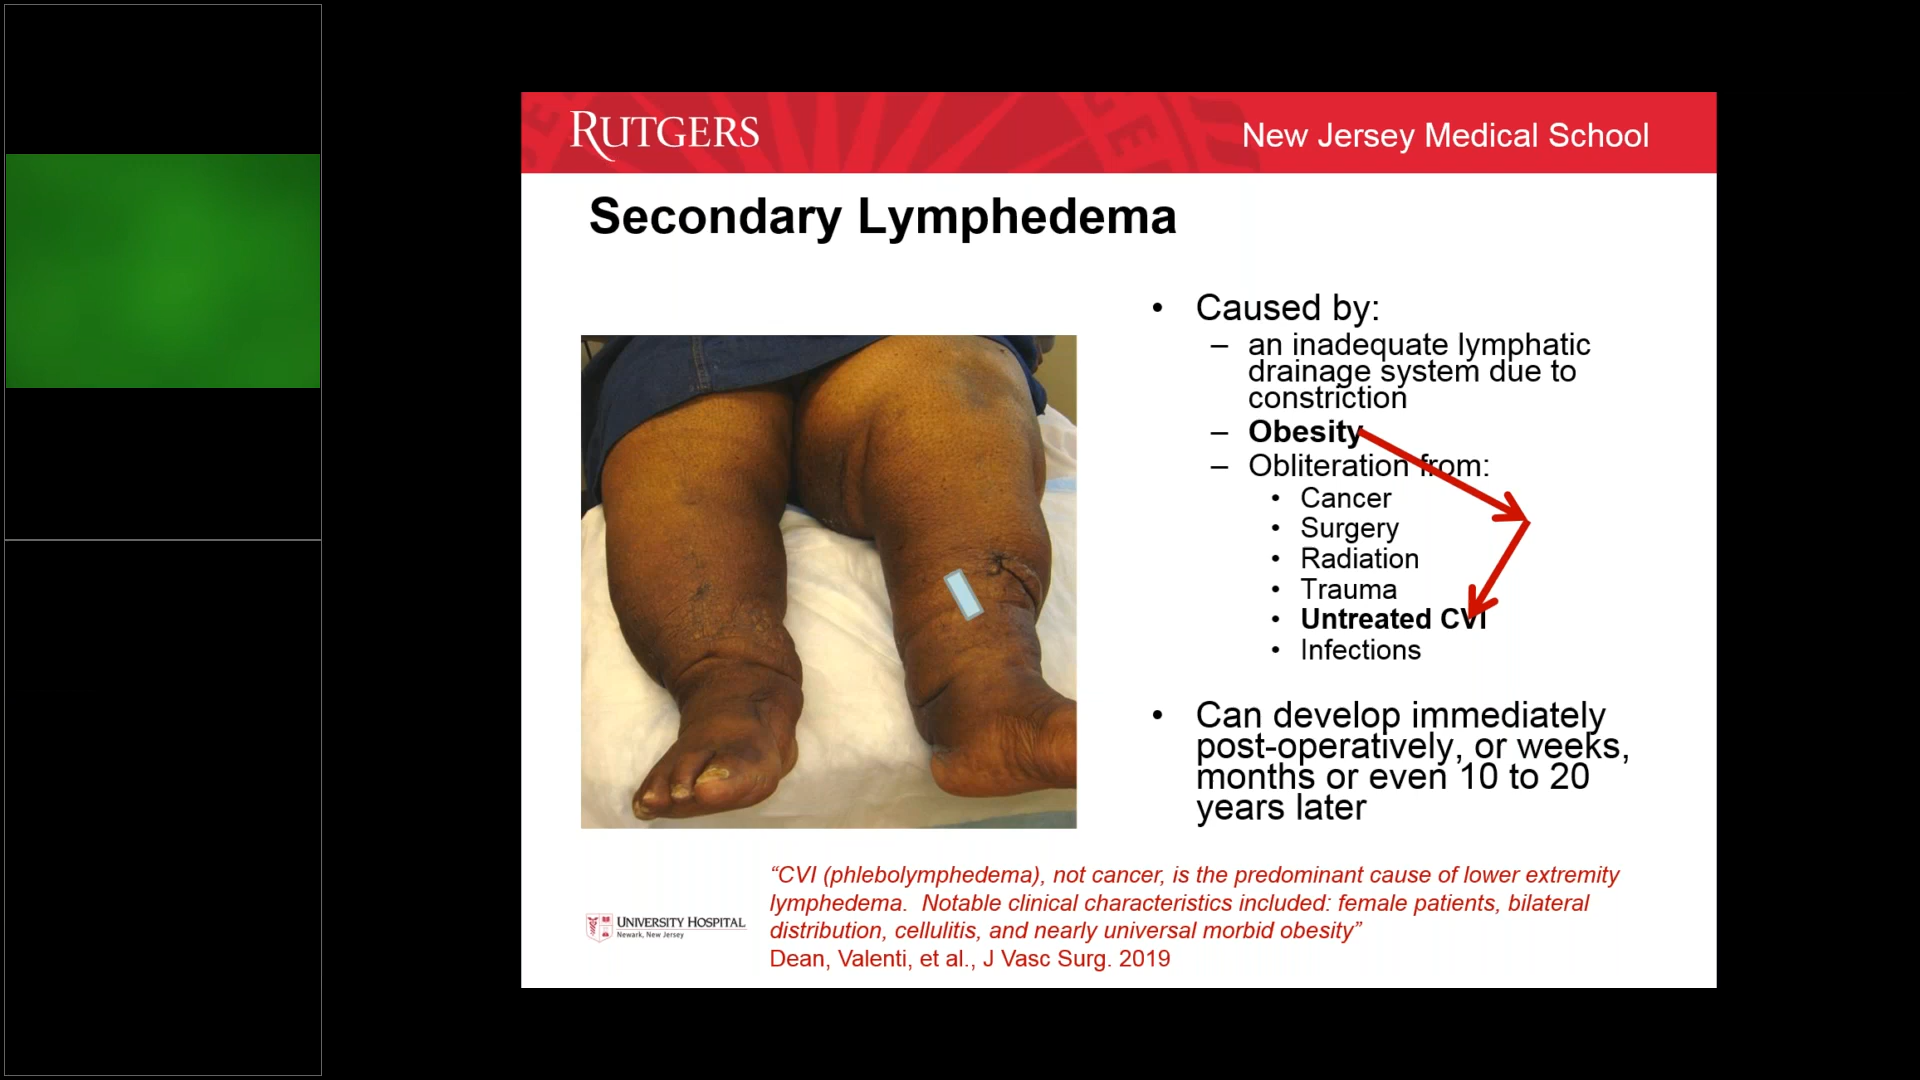 RUTGERS
New Jersey Medical School
Secondary Lymphedema
• Caused by:
– an inadequate lymphatic
drainage system due to
constriction
– Obesity
– Obliteration from:
• Cancer
• Surgery
• Radiation
• Trauma
• Untreated CVI
• Infections
• Can develop immediately
post-operatively, or weeks,
months or even 10 to 20
years later
“CVI (phlebolymphedema), not cancer, is the predominant cause of lower extremity
lymphedema. Notable clinical characteristics included: female patients, bilateral
distribution, cellulitis, and nearly universal morbid obesity”
Dean, Valenti, et al., J Vasc Surg. 2019
UNIVERSITY HOSPITAL
Newark, New Jersey